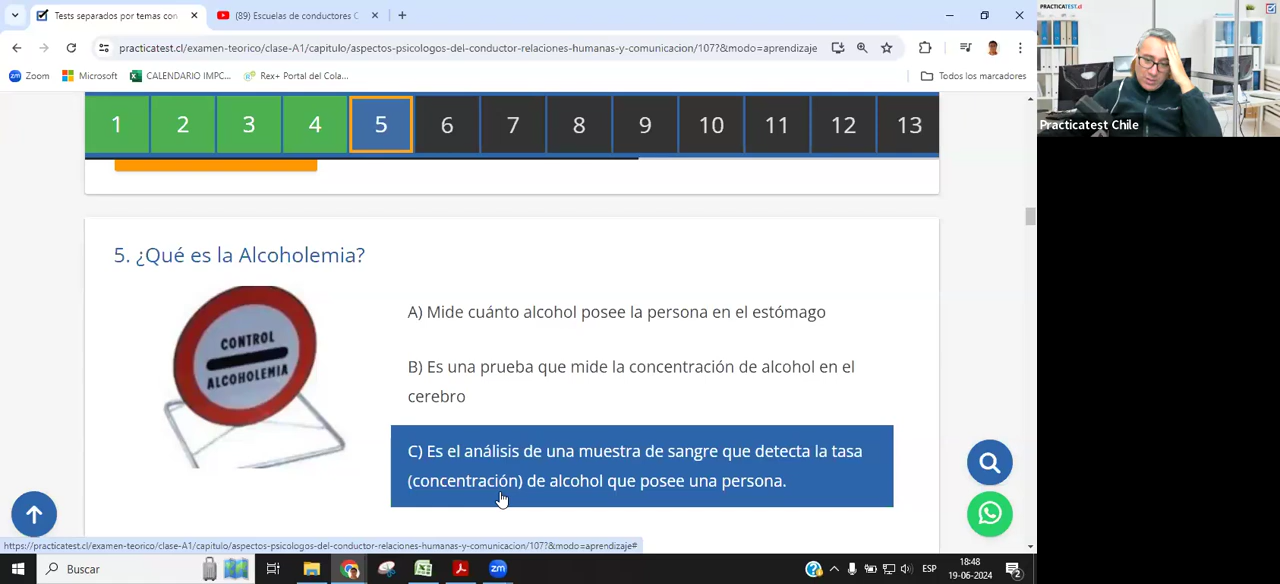 Tests separados por temas con
(89) Escuelas de conductores C
practicatest.cl/examen-teorico/clase-A1/capitulo/aspectos-psicologos-del-conductor-relaciones-humanas-y-comunicacion/107?&modo=aprendizaje
Zoom
Microsoft
CALENDARIO IMPC...
Rex+ Portal del Cola...
Todos los marcadores
PRACTICATEST.cl
Practicatest Chile
1 2 3 4 5 6 7 8 9 10 11 12 13
5. ¿Qué es la Alcoholemia?
CONTROL
ALCOHOLEMIA
A) Mide cuánto alcohol posee la persona en el estómago
B) Es una prueba que mide la concentración de alcohol en el
cerebro
C) Es el análisis de una muestra de sangre que detecta la tasa
(concentración) de alcohol que posee una persona.
https://practicatest.cl/examen-teorico/clase-A1/capitulo/aspectos-psicologos-del-conductor-relaciones-humanas-y-comunicacion/107?&modo=aprendizaje#
Buscar
zm
ESP
18:48
19-06-2024
2